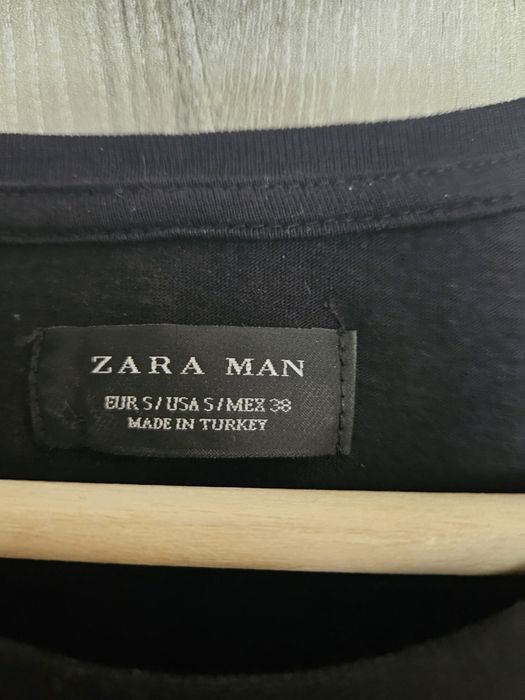 ZARA MAN
EUR S / USA S / MEX 38
MADE IN TURKEY